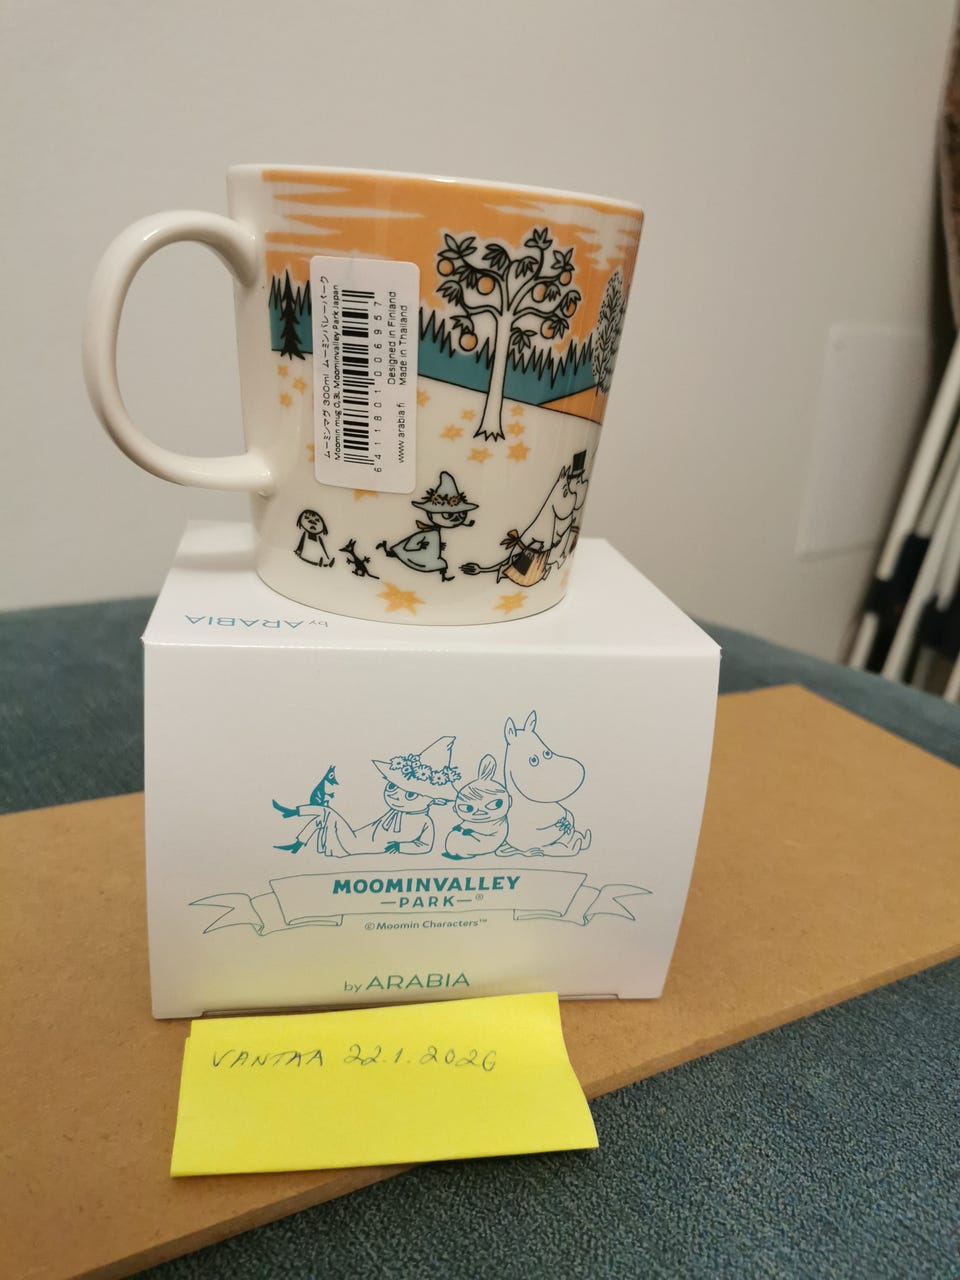 ムーミンマグ 300ml ムーミンバレーパーク
Moomin mug 0,3L Moominvalley Park Japan
6 411801 006957
Designed in Finland
www.arabia.fi Made in Thailand
by ARABIA
MOOMINVALLEY
—PARK—®
©Moomin Characters™
by ARABIA
VANTAA 22.1.2026